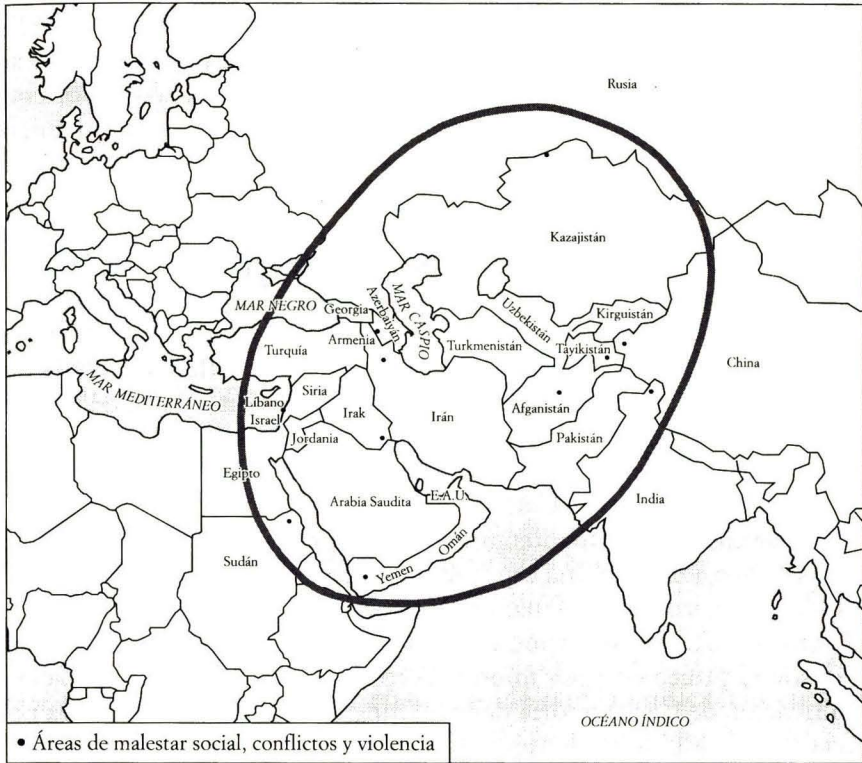 Rusia
Kazajistán
MAR NEGRO
Georgia
Azerbaiyán
MAR CASPIO
Uzbekistán
Kirguistán
Turquía
Armenia
Turkmenistán
Tayikistán
China
MAR MEDITERRÁNEO
Siria
Líbano
Israel
Irak
Irán
Afganistán
Jordania
Pakistán
Egipto
Arabia Saudita
E.A.U.
India
Omán
Sudán
Yemen
OCÉANO ÍNDICO
• Áreas de malestar social, conflictos y violencia